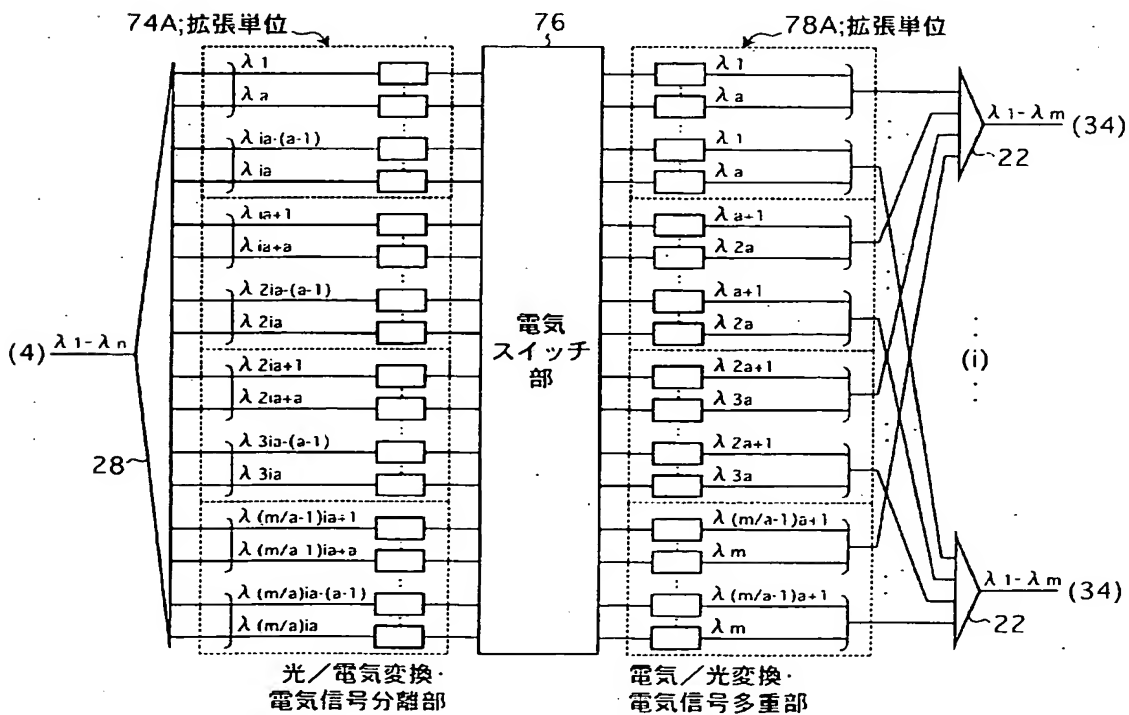 74A;拡張単位
76
78A;拡張単位
λ 1
λ a
λ ia-(a-1)
λ ia
λ ia+1
λ ia+a
λ 2ia-(a-1)
λ 2ia
λ 2ia+1
λ 2ia+a
λ 3ia-(a-1)
λ 3ia
λ (m/a-1)ia+1
λ (m/a-1)ia+a
λ (m/a)ia-(a-1)
λ (m/a)ia
(4)
λ 1-λ n
28
電気
スイッチ
部
λ 1
λ a
λ 1
λ a
λ a+1
λ 2a
λ a+1
λ 2a
λ 2a+1
λ 3a
λ 2a+1
λ 3a
λ (m/a-1)a+1
λ m
λ (m/a-1)a+1
λ m
λ 1-λ m
(34)
22
(i)
λ 1-λ m
(34)
22
光／電気変換・
電気信号分離部
電気／光変換・
電気信号多重部